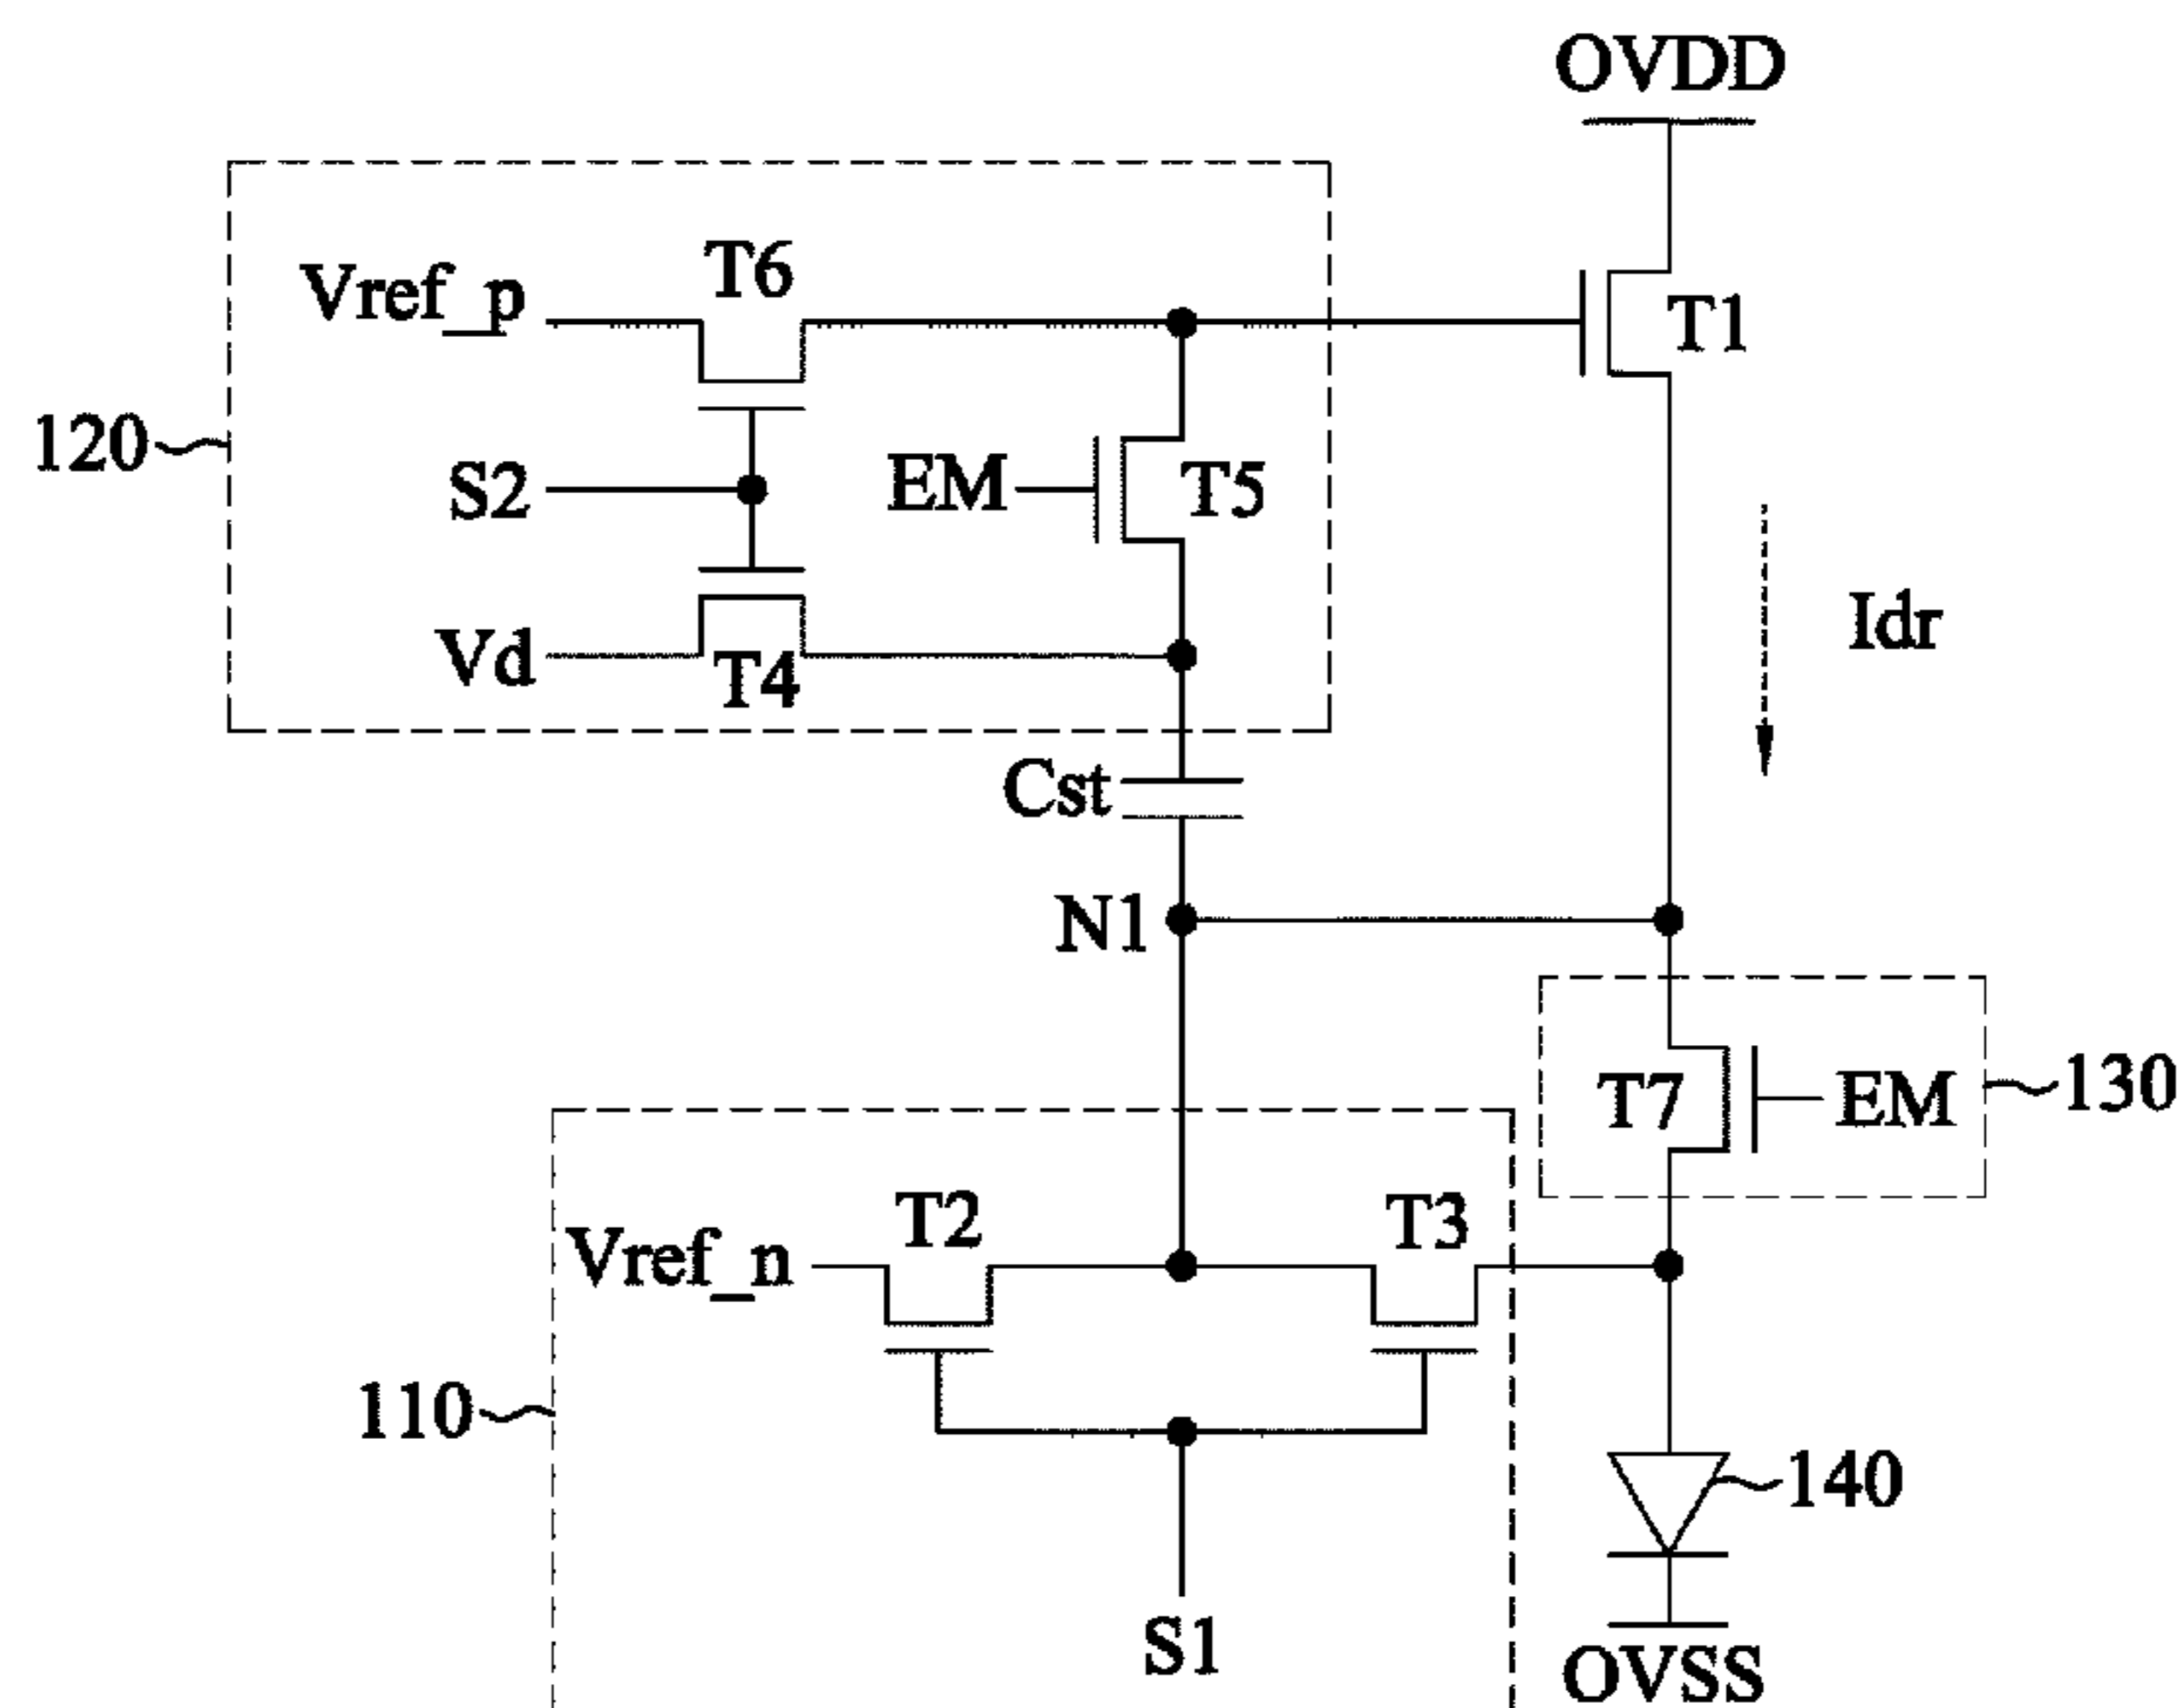 OVDD
T6
Vref_p
T1
120
S2
EM
T5
Idr
Vd
T4
Cst
N1
T7
EM
130
T2
T3
Vref_n
110
140
S1
OVSS